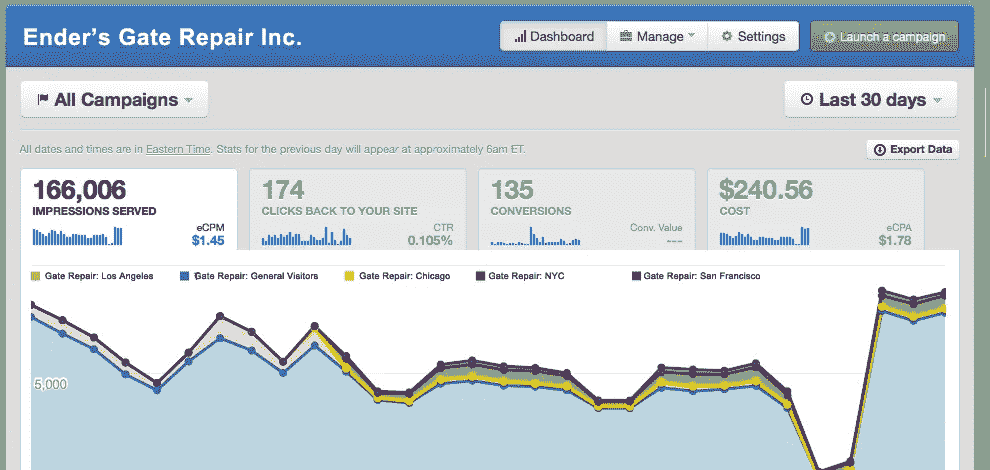 Ender's Gate Repair Inc.
Dashboard Manage Settings Launch a campaign
All Campaigns Last 30 days
All dates and times are in Eastern Time. Stats for the previous day will appear at approximately 6am ET. Export Data
166,006 174 135 $240.56
IMPRESSIONS SERVED CLICKS BACK TO YOUR SITE CONVERSIONS COST
eCPM CTR Conv. Value eCPA
$1.45 0.105% --- $1.78
Gate Repair: Los Angeles Gate Repair: General Visitors Gate Repair: Chicago Gate Repair: NYC Gate Repair: San Francisco
5,000